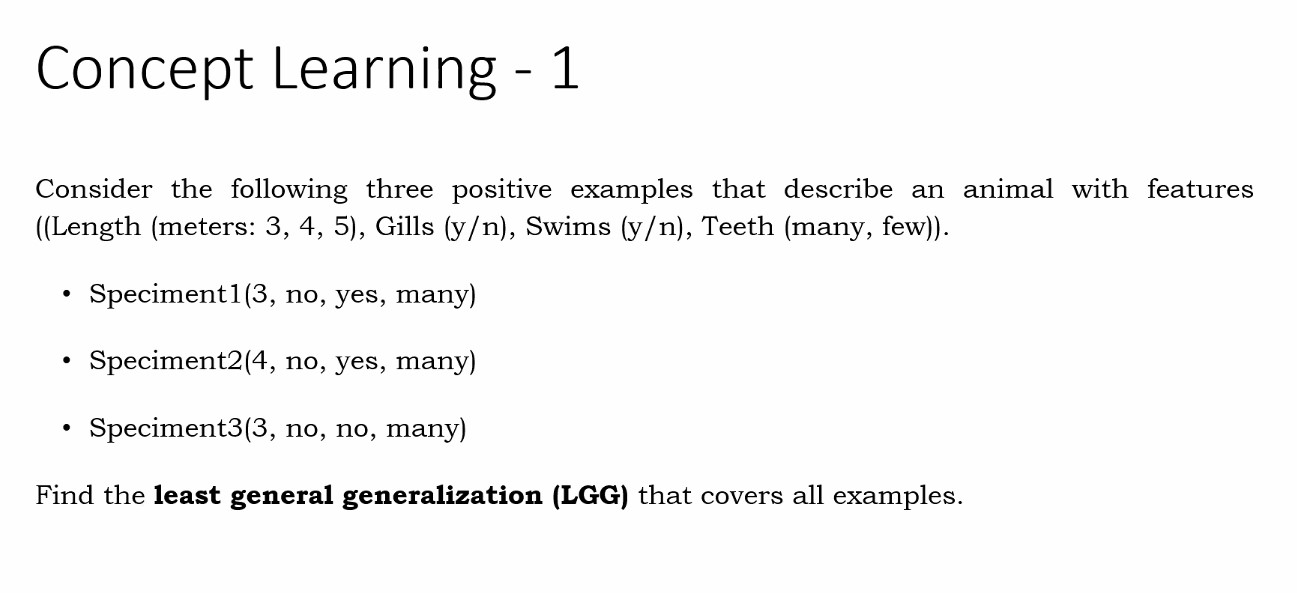 Concept Learning - 1
Consider the following three positive examples that describe an animal with features
((Length (meters: 3, 4, 5), Gills (y/n), Swims (y/n), Teeth (many, few)).
• Speciment1(3, no, yes, many)
• Speciment2(4, no, yes, many)
• Speciment3(3, no, no, many)
Find the least general generalization (LGG) that covers all examples.